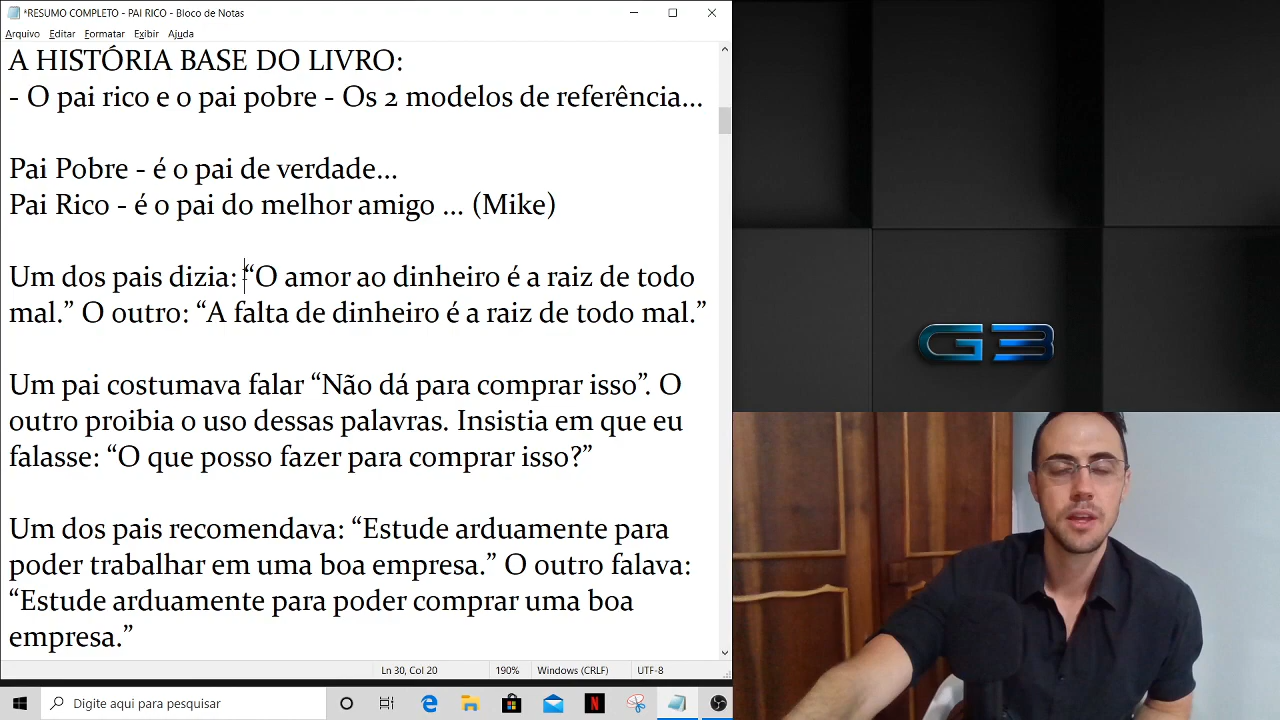 *RESUMO COMPLETO - PAI RICO - Bloco de Notas
Arquivo Editar Formatar Exibir Ajuda
A HISTÓRIA BASE DO LIVRO:
- O pai rico e o pai pobre - Os 2 modelos de referência...
Pai Pobre - é o pai de verdade...
Pai Rico - é o pai do melhor amigo ... (Mike)
Um dos pais dizia: “O amor ao dinheiro é a raiz de todo
mal.” O outro: “A falta de dinheiro é a raiz de todo mal.”
Um pai costumava falar “Não dá para comprar isso”. O
outro proibia o uso dessas palavras. Insistia em que eu
falasse: “O que posso fazer para comprar isso?”
Um dos pais recomendava: “Estude arduamente para
poder trabalhar em uma boa empresa.” O outro falava:
“Estude arduamente para poder comprar uma boa
empresa.”
Ln 30, Col 20 190% Windows (CRLF) UTF-8
Digite aqui para pesquisar
N
G3